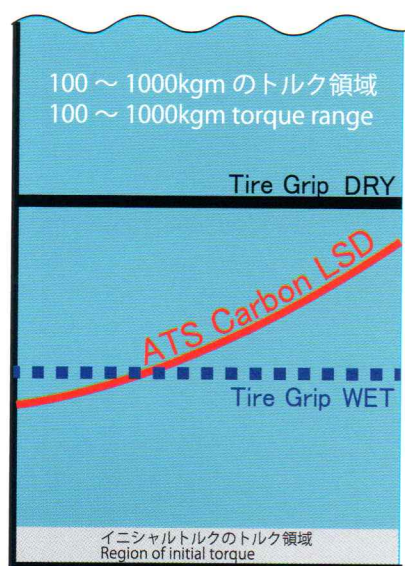 100 ～ 1000kgm のトルク領域
100 ～ 1000kgm torque range
Tire Grip DRY
ATS Carbon LSD
Tire Grip WET
イニシャルトルクのトルク領域
Region of initial torque